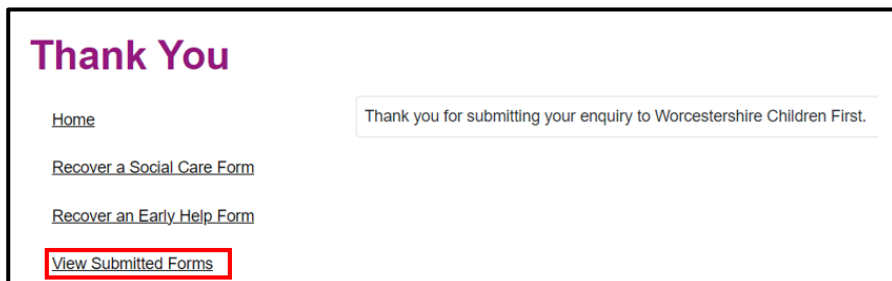 Thank You
Home
Thank you for submitting your enquiry to Worcestershire Children First.
Recover a Social Care Form
Recover an Early Help Form
View Submitted Forms